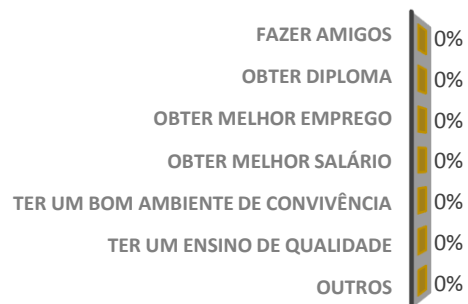 FAZER AMIGOS 0%
OBTER DIPLOMA 0%
OBTER MELHOR EMPREGO 0%
OBTER MELHOR SALÁRIO 0%
TER UM BOM AMBIENTE DE CONVIVÊNCIA 0%
TER UM ENSINO DE QUALIDADE 0%
OUTROS 0%